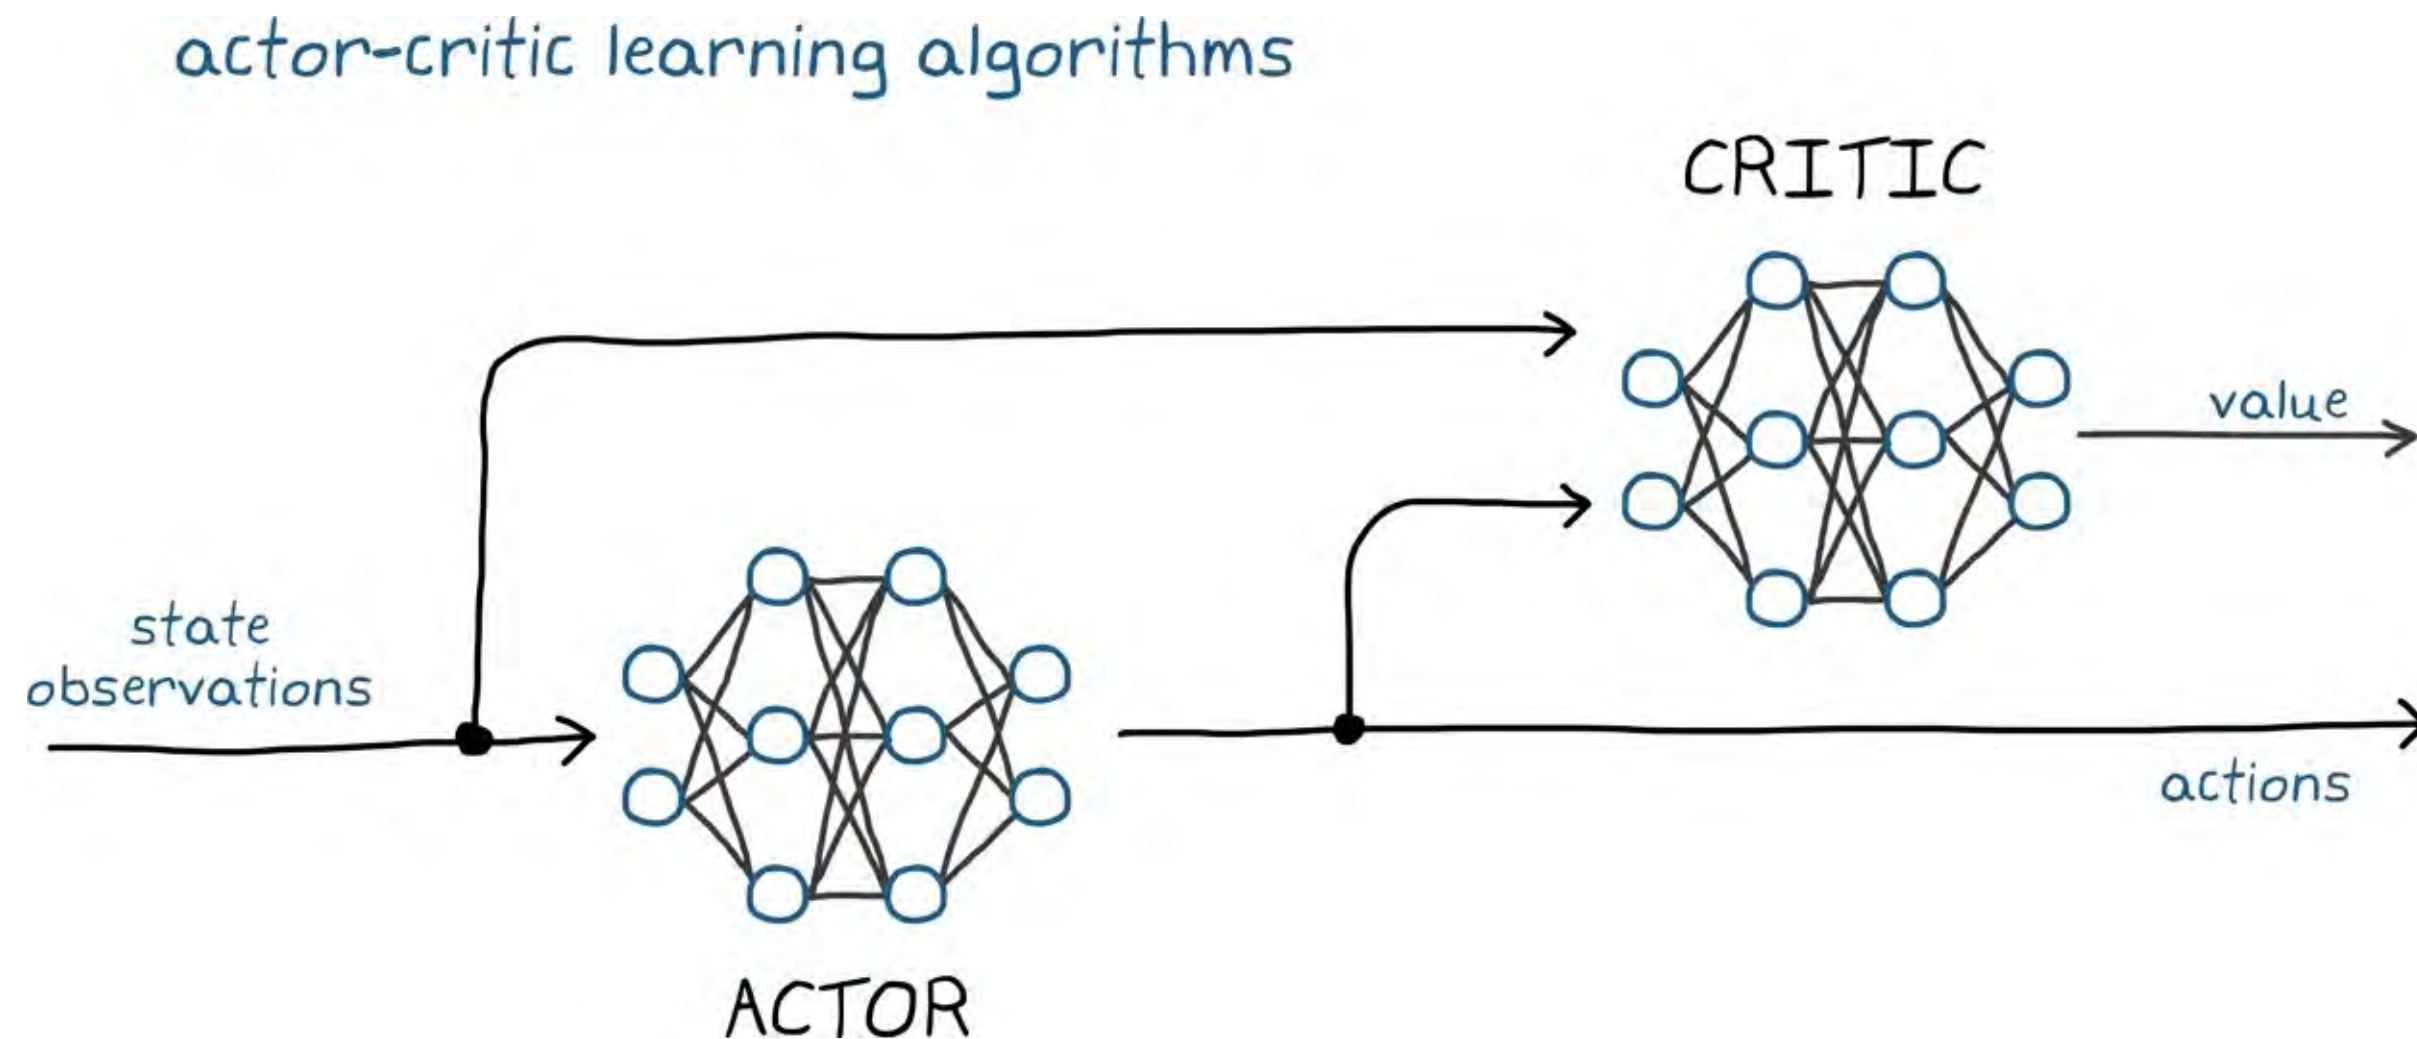 actor-critic learning algorithms
CRITIC
value
state
observations
actions
ACTOR